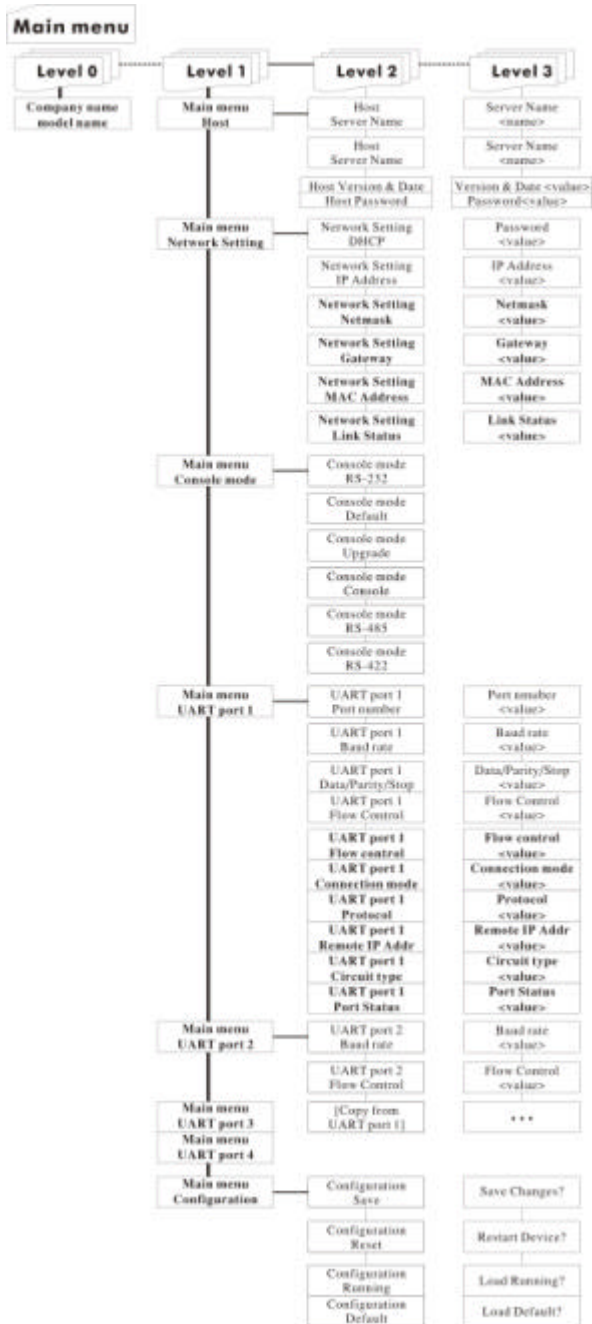 Main menu
Level 0
Level 1
Level 2
Level 3
Company name
model name
Main menu
Host
Host
Server Name
Server Name
<name>
Host
Server Name
Server Name
<name>
Host Version & Date
Host Password
Version & Date <value>
Password<value>
Main menu
Network Setting
Network Setting
DHCP
Password
<value>
Network Setting
IP Address
IP Address
<value>
Network Setting
Netmask
Netmask
<value>
Network Setting
Gateway
Gateway
<value>
Network Setting
MAC Address
MAC Address
<value>
Network Setting
Link Status
Link Status
<value>
Main menu
Console mode
Console mode
RS-232
Console mode
Default
Console mode
Upgrade
Console mode
Console
Console mode
RS-485
Console mode
RS-422
Main menu
UART port 1
UART port 1
Port number
Port number
<value>
UART port 1
Baud rate
Baud rate
<value>
UART port 1
Data/Parity/Stop
Data/Parity/Stop
<value>
UART port 1
Flow Control
Flow Control
<value>
UART port 1
Flow control
Flow control
<value>
UART port 1
Connection mode
Connection mode
<value>
UART port 1
Protocol
Protocol
<value>
UART port 1
Remote IP Addr
Remote IP Addr
<value>
UART port 1
Circuit type
Circuit type
<value>
UART port 1
Port Status
Port Status
<value>
Main menu
UART port 2
UART port 2
Baud rate
Baud rate
<value>
UART port 2
Flow Control
Flow Control
<value>
Main menu
UART port 3
[Copy from
UART port 1]
•••
Main menu
UART port 4
Main menu
Configuration
Configuration
Save
Save Changes?
Configuration
Reset
Restart Device?
Configuration
Running
Load Running?
Configuration
Default
Load Default?